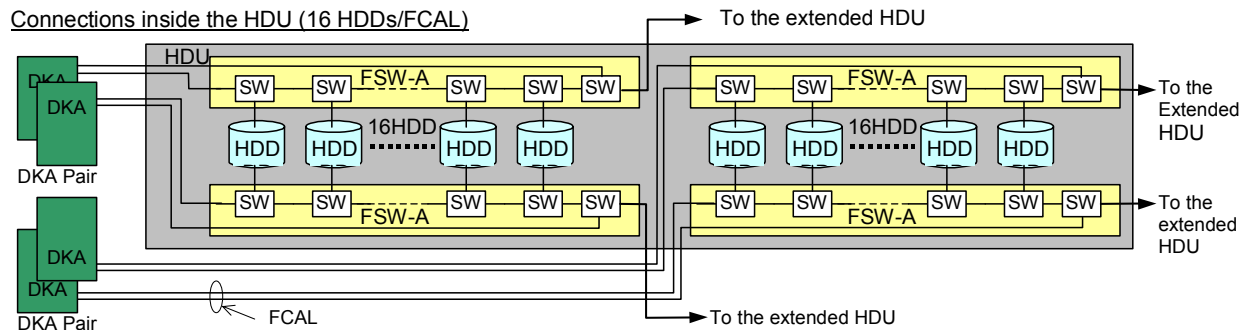 Connections inside the HDU (16 HDDs/FCAL)
To the extended HDU
HDU
FSW-A
FSW-A
SW SW SW SW SW
SW SW SW SW SW
DKA
DKA
DKA Pair
To the
Extended
HDU
16HDD
16HDD
HDD HDD HDD HDD
HDD HDD HDD HDD
SW SW SW SW SW
SW SW SW SW SW
FSW-A
FSW-A
To the
extended
HDU
DKA
DKA
DKA Pair
FCAL
To the extended HDU